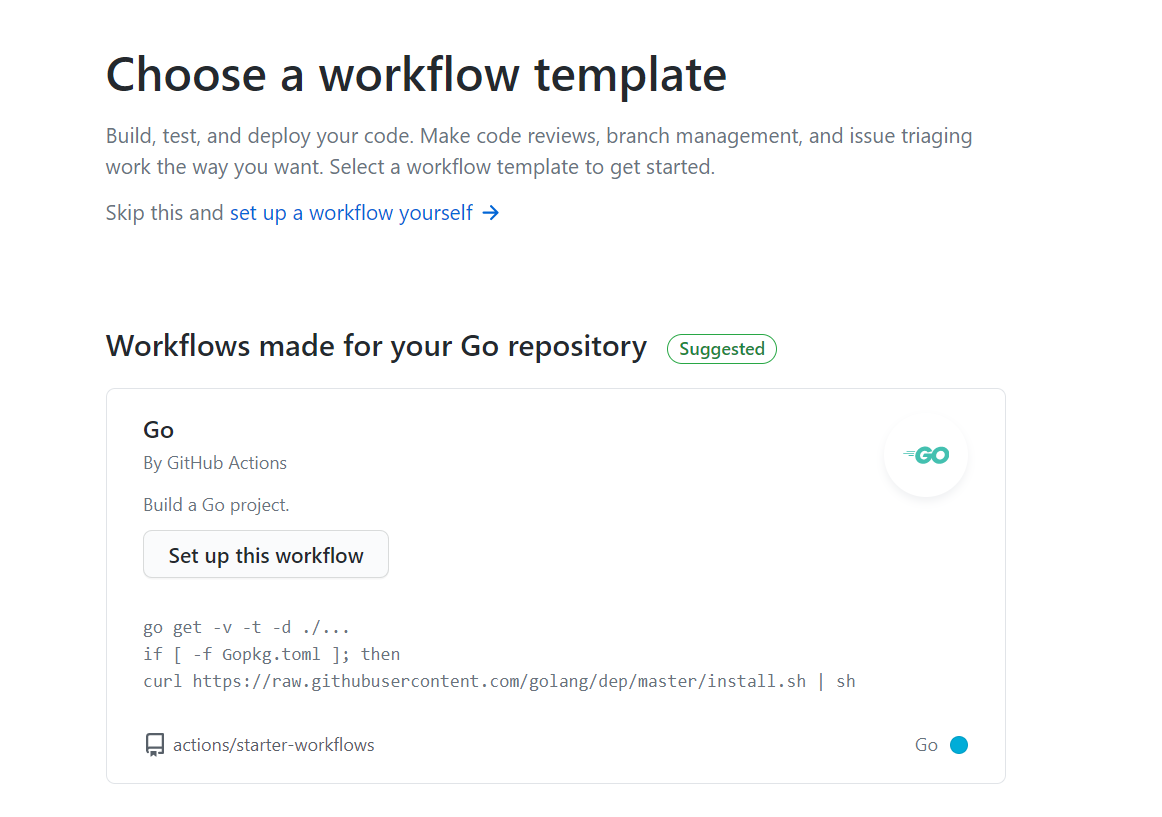 Choose a workflow template
Build, test, and deploy your code. Make code reviews, branch management, and issue triaging
work the way you want. Select a workflow template to get started.
Skip this and set up a workflow yourself →
Workflows made for your Go repository Suggested
Go
GO
By GitHub Actions
Build a Go project.
Set up this workflow
go get -v -t -d ./...
if [ -f Gopkg.toml ]; then
curl https://raw.githubusercontent.com/golang/dep/master/install.sh | sh
actions/starter-workflows
Go